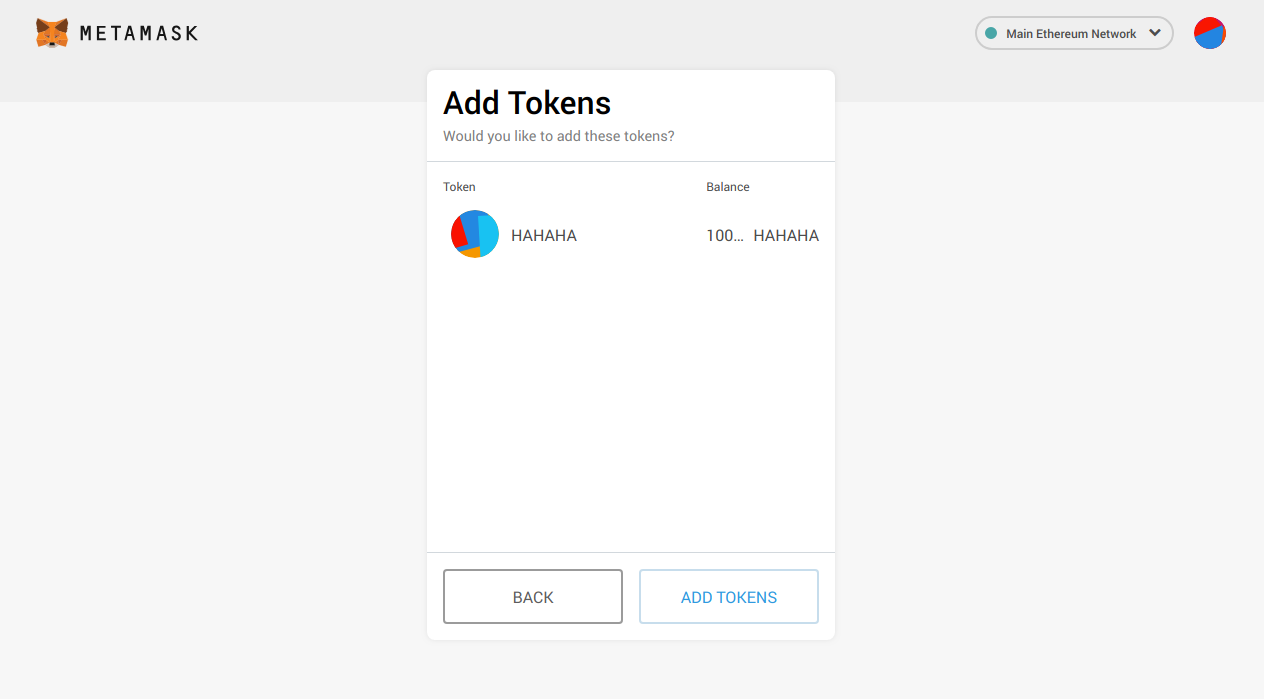 METAMASK
Main Ethereum Network
Add Tokens
Would you like to add these tokens?
Token Balance
HAHAHA 100... HAHAHA
BACK ADD TOKENS